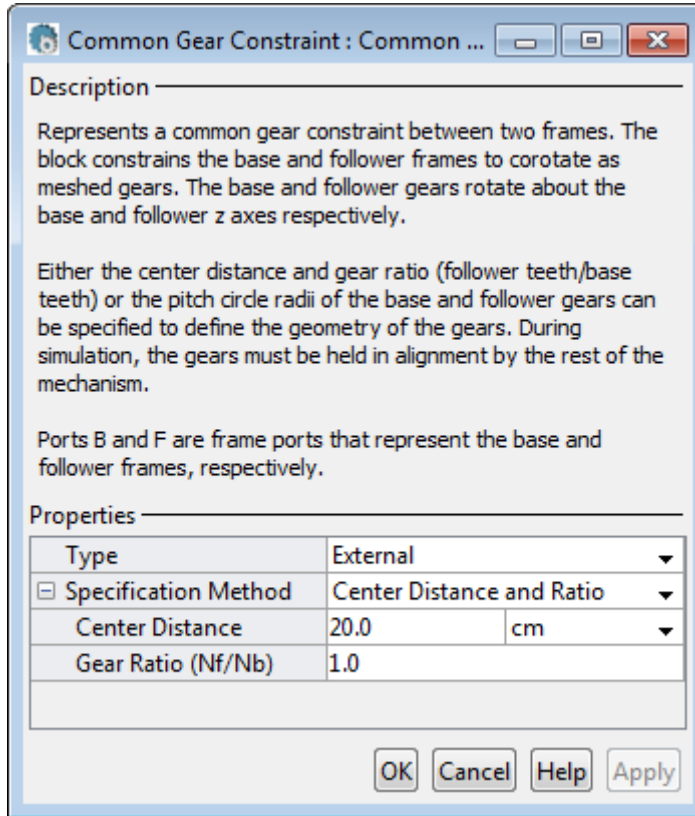 Common Gear Constraint : Common ...
Description
Represents a common gear constraint between two frames. The
block constrains the base and follower frames to corotate as
meshed gears. The base and follower gears rotate about the
base and follower z axes respectively.
Either the center distance and gear ratio (follower teeth/base
teeth) or the pitch circle radii of the base and follower gears can
be specified to define the geometry of the gears. During
simulation, the gears must be held in alignment by the rest of the
mechanism.
Ports B and F are frame ports that represent the base and
follower frames, respectively.
Properties
Type External
Specification Method Center Distance and Ratio
Center Distance 20.0 cm
Gear Ratio (Nf/Nb) 1.0
OK Cancel Help Apply